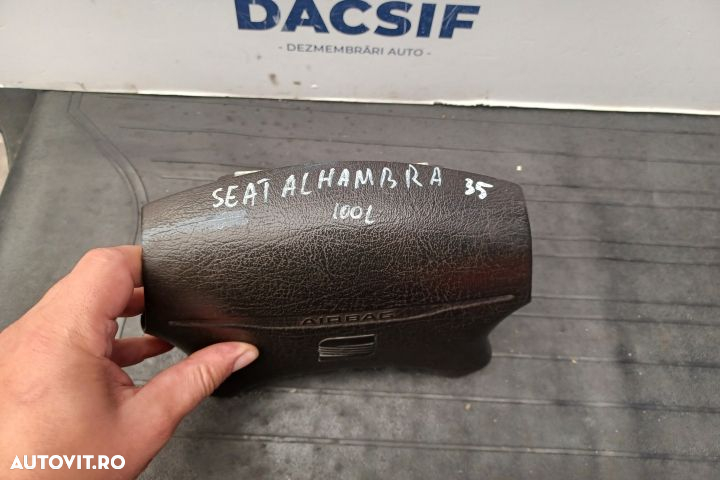 DACSIF
- DEZMEMBRĂRI AUTO -
SEAT ALHAMBRA 35
100L
AIRBAG
AUTOVIT.RO